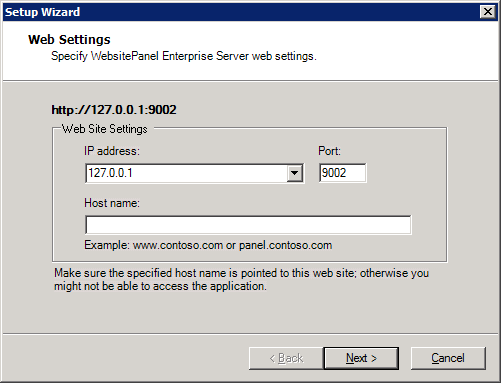 Setup Wizard
Web Settings
Specify WebsitePanel Enterprise Server web settings.
http://127.0.0.1:9002
Web Site Settings
IP address: Port:
127.0.0.1 9002
Host name:
Example: www.contoso.com or panel.contoso.com
Make sure the specified host name is pointed to this web site; otherwise you
might not be able to access the application.
< Back Next > Cancel